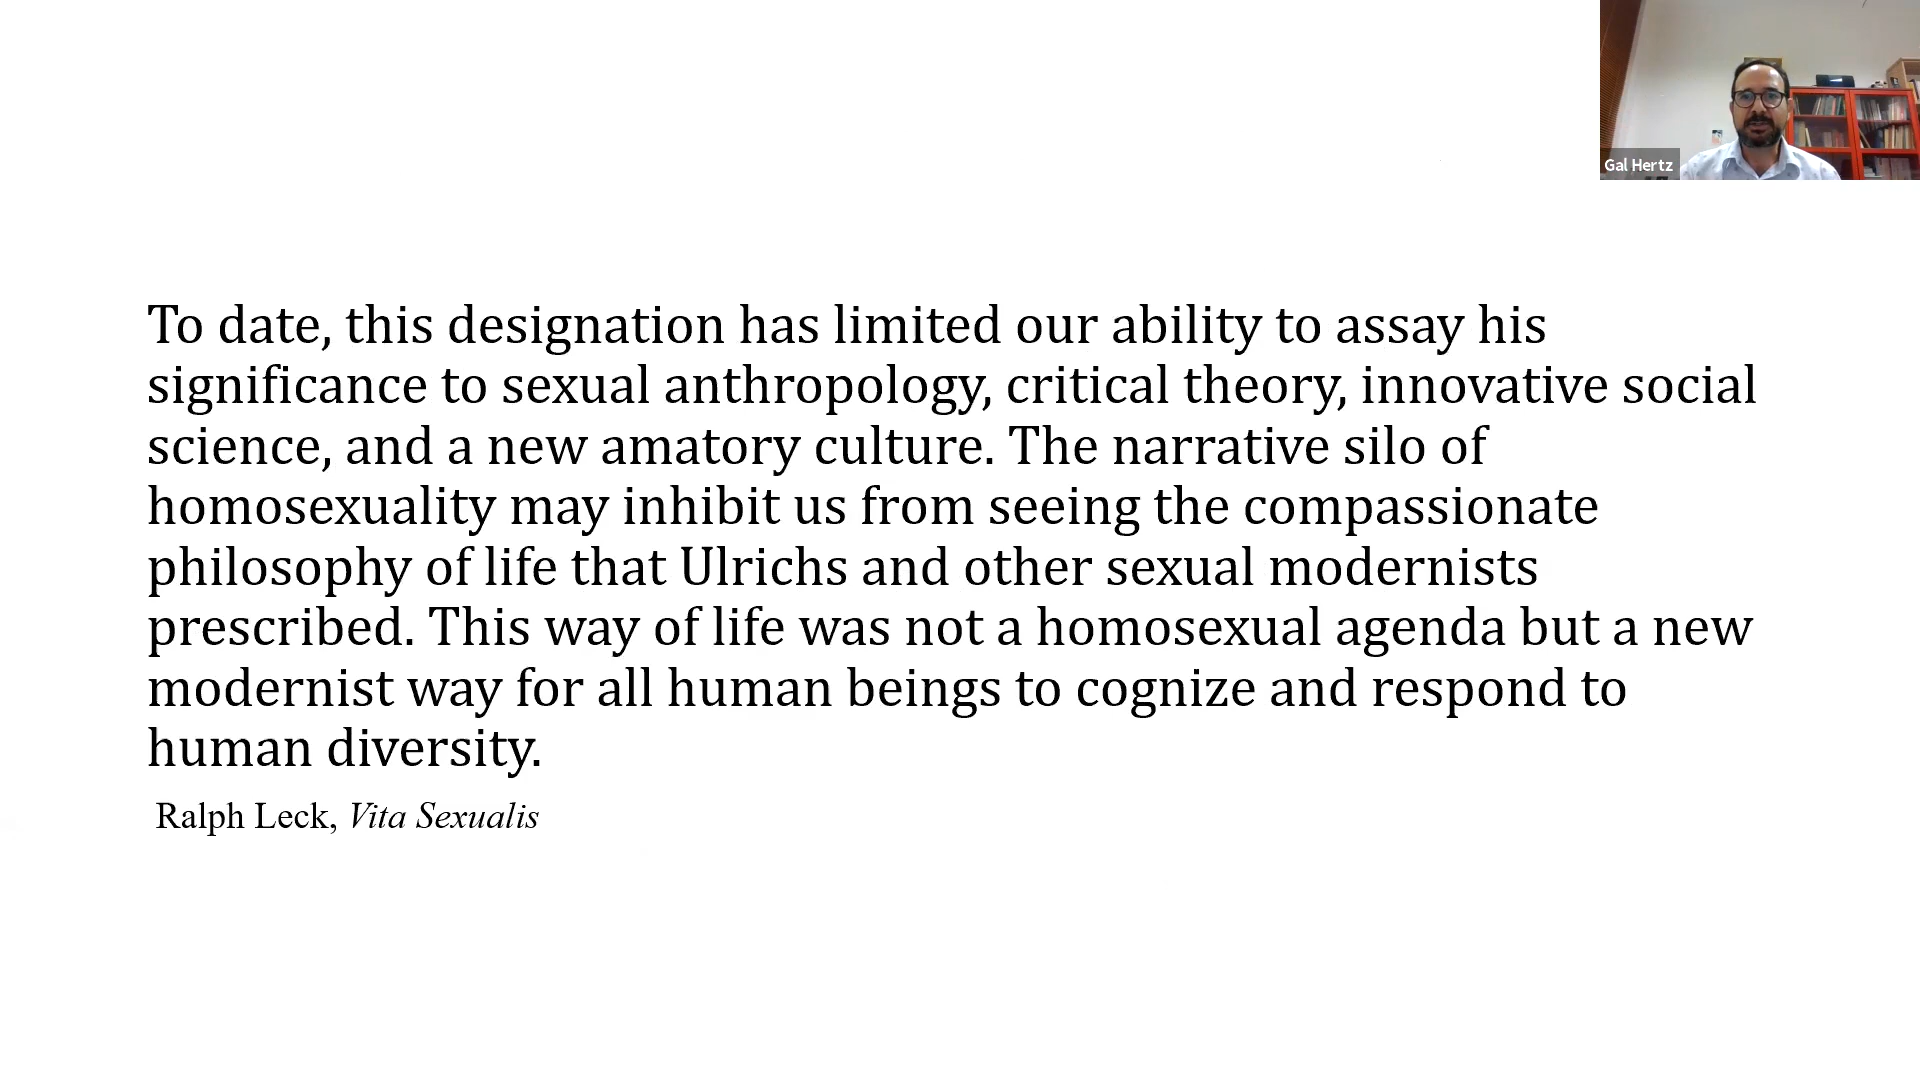 Gal Hertz
To date, this designation has limited our ability to assay his
significance to sexual anthropology, critical theory, innovative social
science, and a new amatory culture. The narrative silo of
homosexuality may inhibit us from seeing the compassionate
philosophy of life that Ulrichs and other sexual modernists
prescribed. This way of life was not a homosexual agenda but a new
modernist way for all human beings to cognize and respond to
human diversity.
Ralph Leck, Vita Sexualis